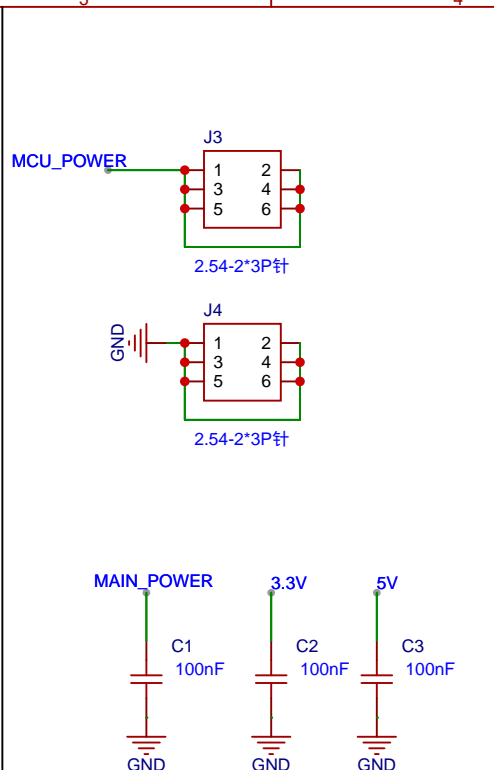 3 4
J3
MCU_POWER
1 2
3 4
5 6
2.54-2*3P针
J4
GND
1 2
3 4
5 6
2.54-2*3P针
MAIN_POWER 3.3V 5V
C1 C2 C3
100nF 100nF 100nF
GND GND GND